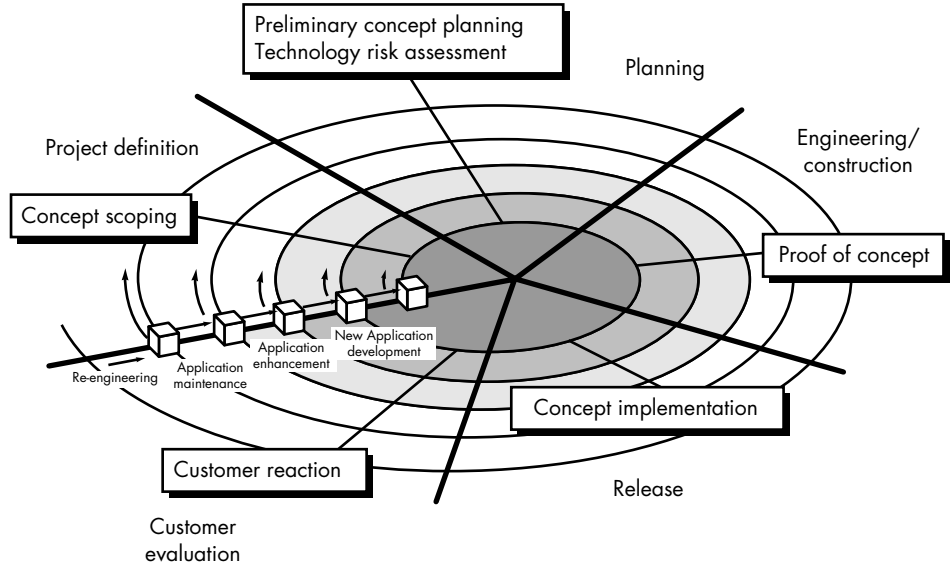 Preliminary concept planning
Technology risk assessment
Planning
Project definition
Engineering/
construction
Concept scoping
Proof of concept
New Application
development
Application
enhancement
Application
maintenance
Re-engineering
Concept implementation
Customer reaction
Release
Customer
evaluation